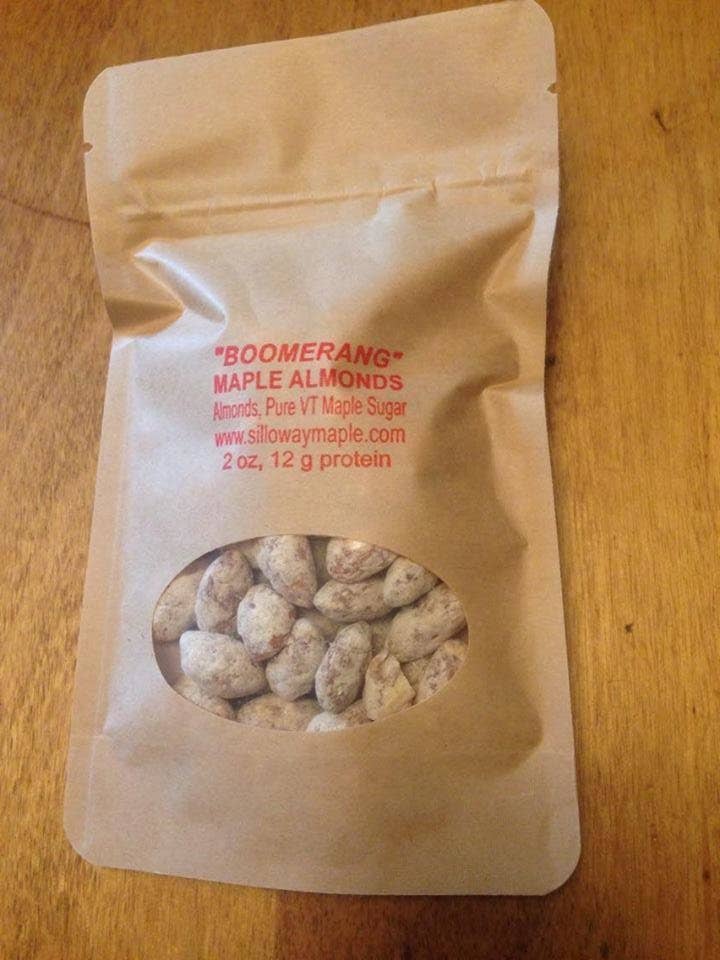 "BOOMERANG"
MAPLE ALMONDS
Almonds, Pure VT Maple Sugar
www.sillowaymaple.com
2 oz, 12 g protein